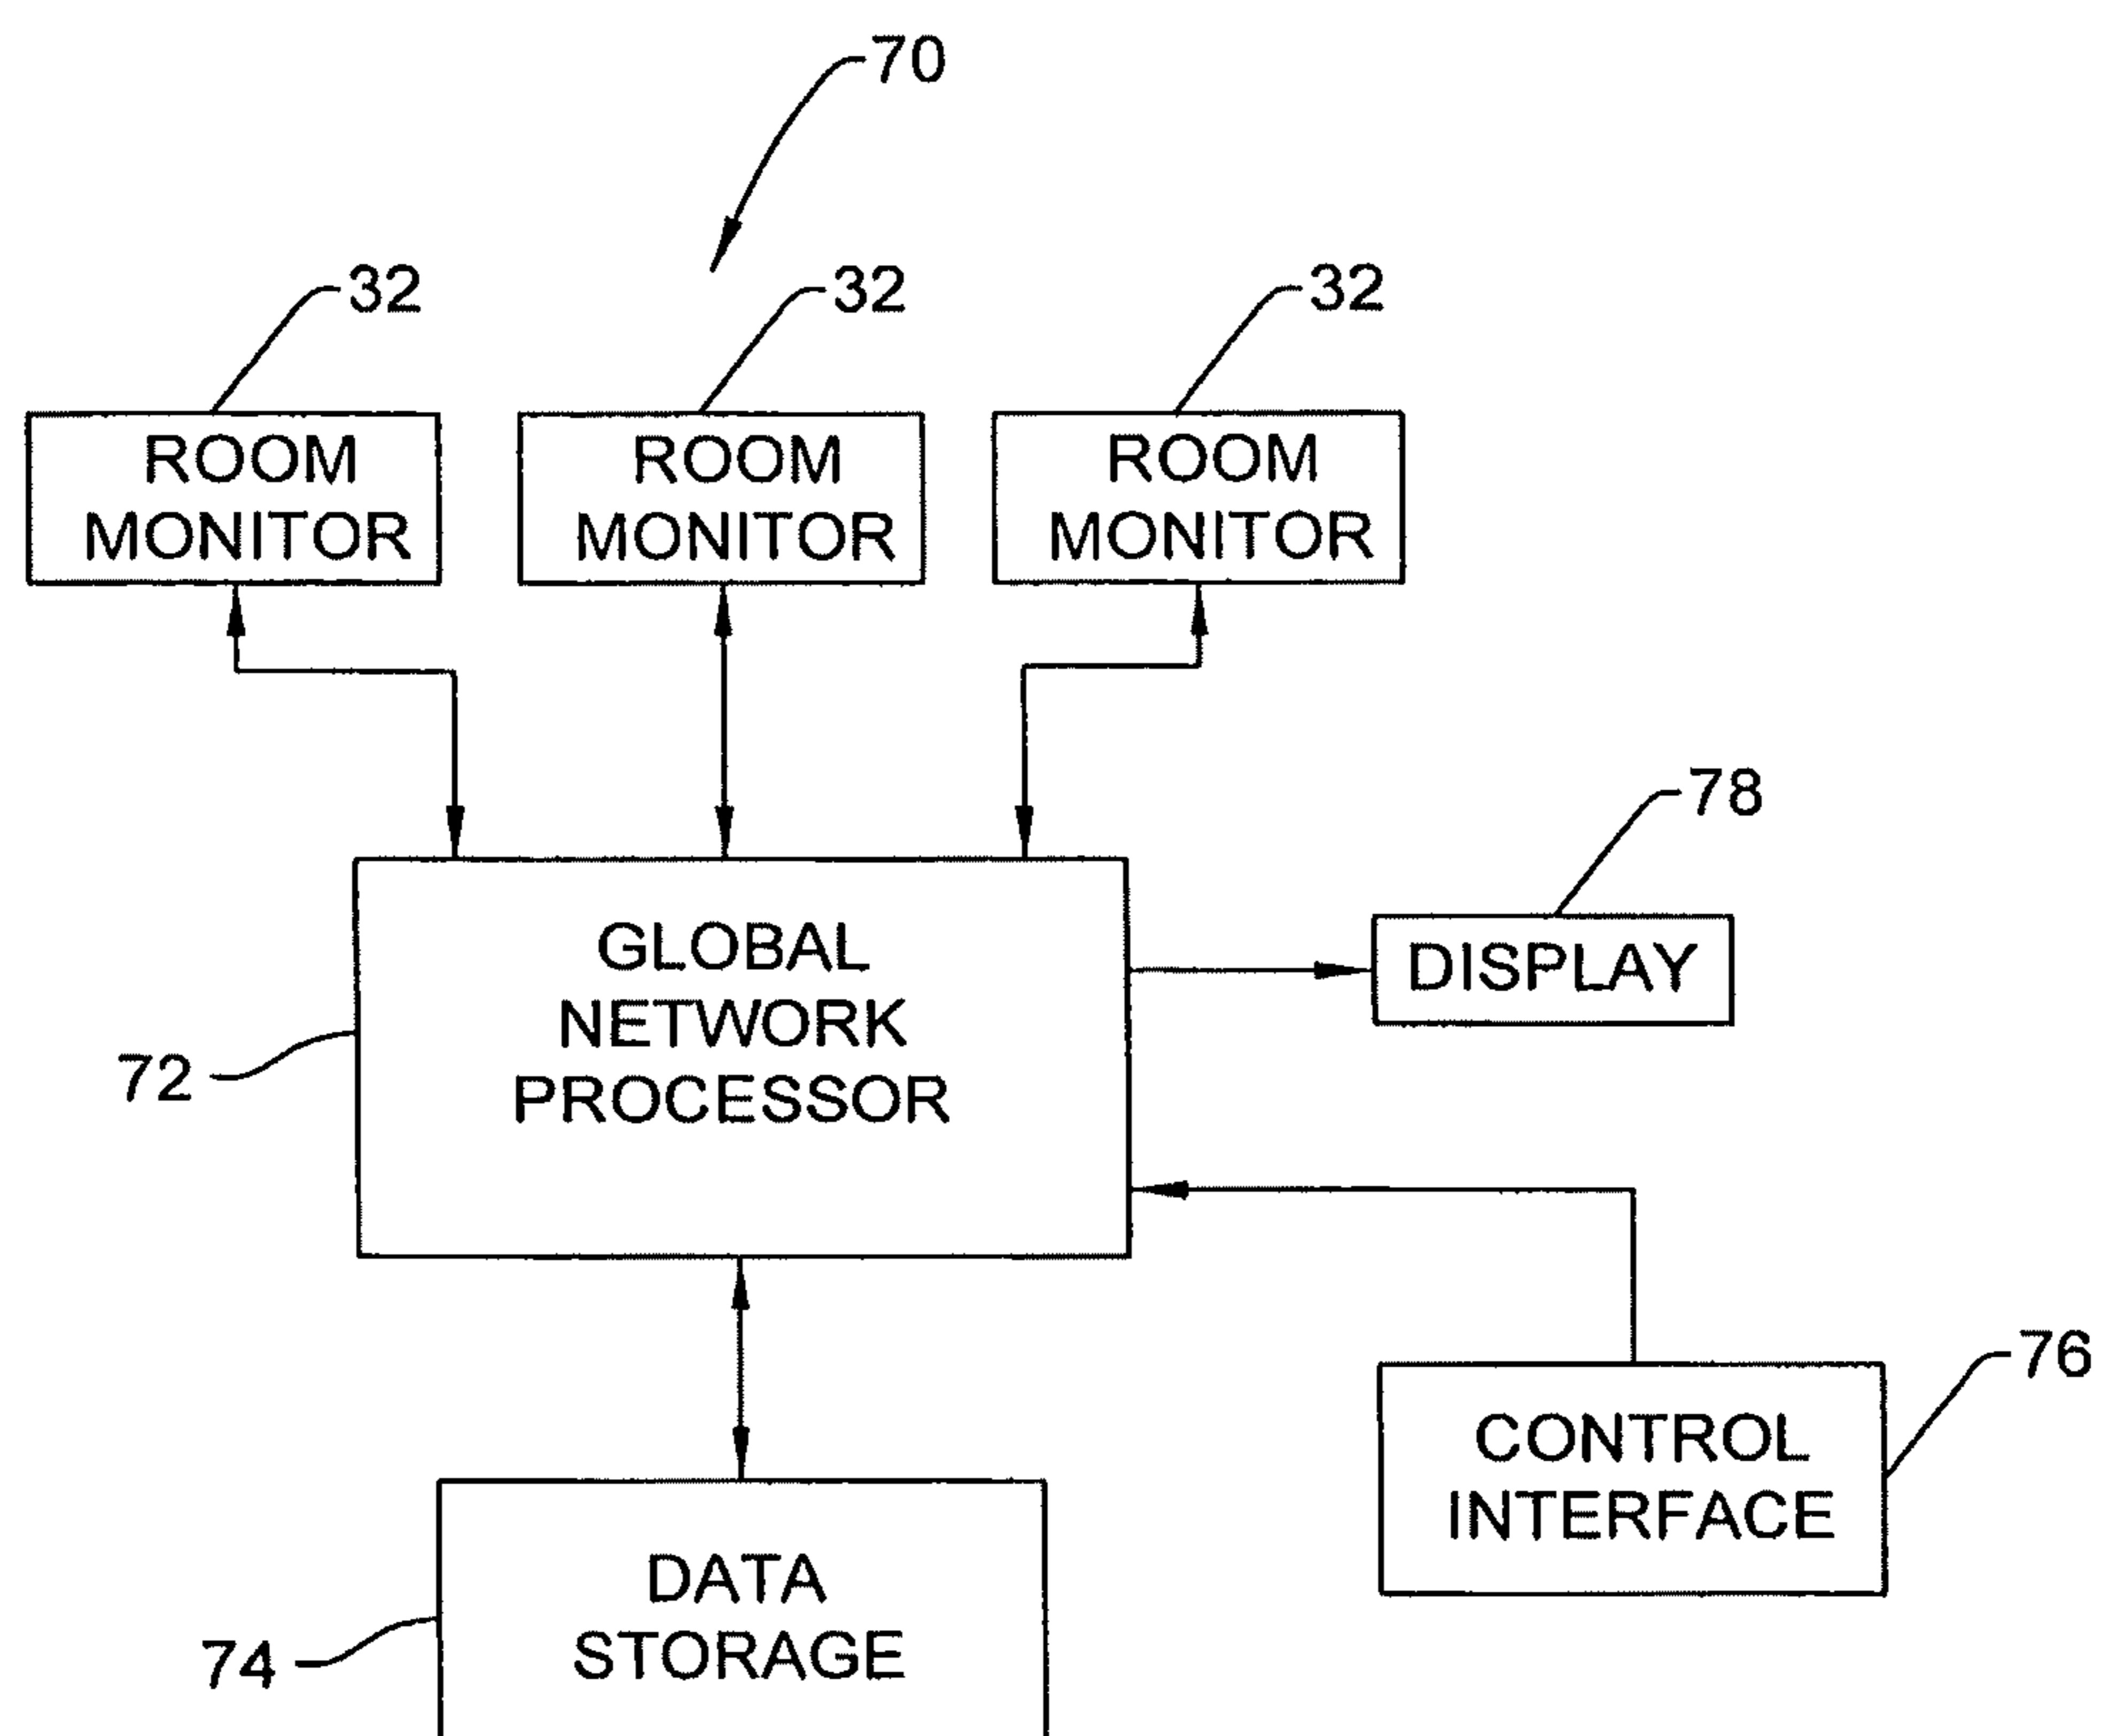 70
32
32
32
ROOM
MONITOR
ROOM
MONITOR
ROOM
MONITOR
78
GLOBAL
NETWORK
PROCESSOR
DISPLAY
72
76
CONTROL
INTERFACE
DATA
STORAGE
74